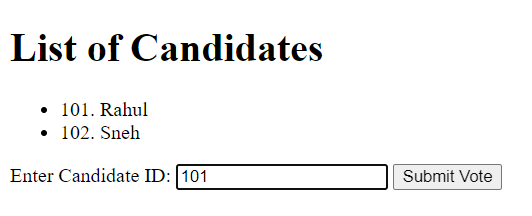 List of Candidates
101. Rahul
102. Sneh
Enter Candidate ID: 101 Submit Vote